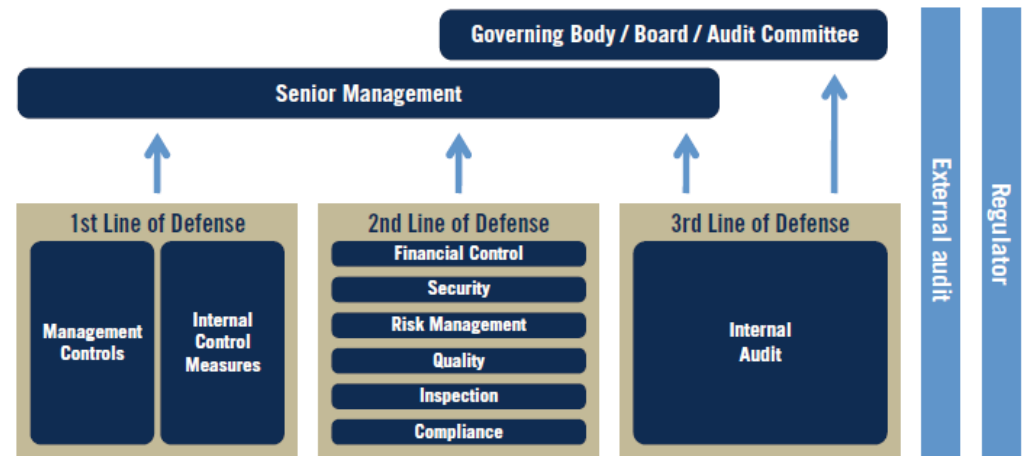 Governing Body / Board / Audit Committee
Senior Management
1st Line of Defense
Management
Controls
Internal
Control
Measures
2nd Line of Defense
Financial Control
Security
Risk Management
Quality
Inspection
Compliance
3rd Line of Defense
Internal
Audit
External audit
Regulator